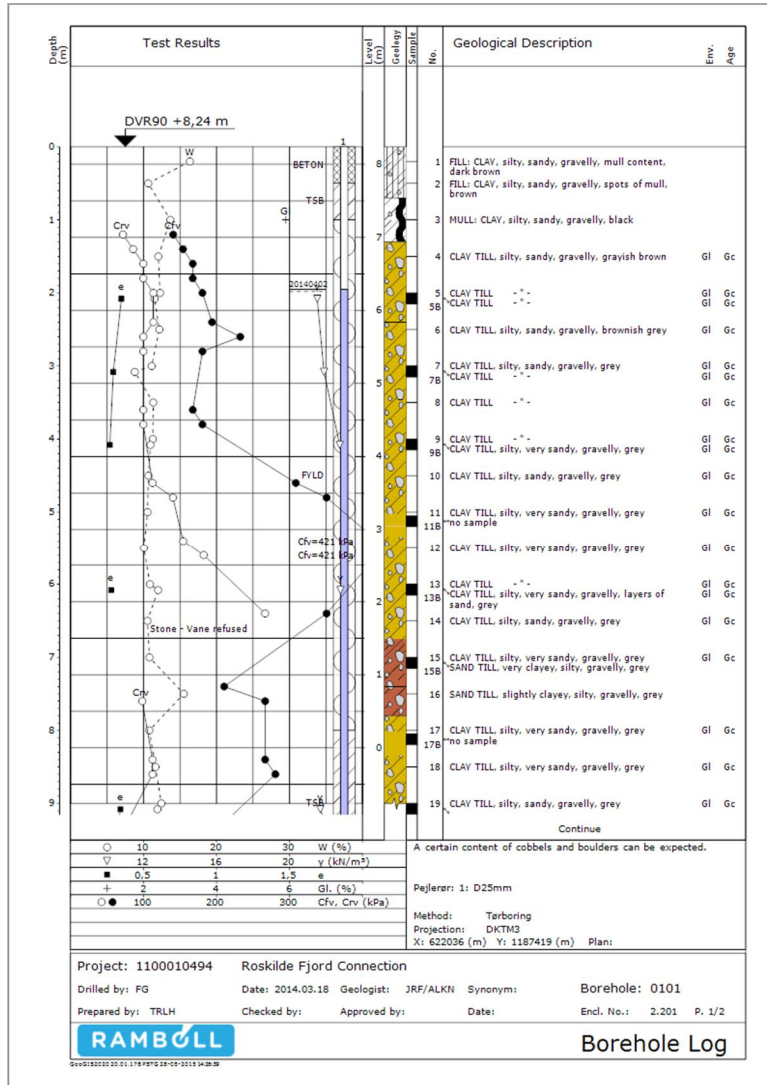 Depth (m)
Test Results
Level (m)
Geology
Sample
No.
Geological Description
Env.
Age
DVR90 +8,24 m
0
1
W
BETON
8
1 FILL: CLAY, silty, sandy, gravelly, mull content,
dark brown
TSB
2 FILL: CLAY, silty, sandy, gravelly, spots of mull,
brown
G
1
Crv
Cfv
7
3 MULL: CLAY, silty, sandy, gravelly, black
4 CLAY TILL, silty, sandy, gravelly, grayish brown Gl Gc
e
20140402
2
6
5 CLAY TILL -"- Gl Gc
5B CLAY TILL -"- Gl Gc
6 CLAY TILL, silty, sandy, gravelly, brownish grey Gl Gc
3
5
7 CLAY TILL, silty, sandy, gravelly, grey Gl Gc
7B CLAY TILL -"- Gl Gc
8 CLAY TILL -"- Gl Gc
4
4
9 CLAY TILL -"- Gl Gc
9B CLAY TILL, silty, very sandy, gravelly, grey Gl Gc
FYLD
10 CLAY TILL, silty, sandy, gravelly, grey Gl Gc
5
3
11 CLAY TILL, silty, very sandy, gravelly, grey Gl Gc
11B no sample
Cfv=421 kPa
Cfv=421 kPa
12 CLAY TILL, silty, very sandy, gravelly, grey Gl Gc
e
γ
6
2
13 CLAY TILL -"- Gl Gc
13B CLAY TILL, silty, very sandy, gravelly, layers of Gl Gc
sand, grey
Stone - Vane refused
14 CLAY TILL, silty, sandy, gravelly, grey Gl Gc
7
1
15 CLAY TILL, silty, very sandy, gravelly, grey Gl Gc
15B SAND TILL, very clayey, silty, gravelly, grey
Crv
16 SAND TILL, slightly clayey, silty, gravelly, grey
8
0
17 CLAY TILL, silty, very sandy, gravelly, grey Gl Gc
17B no sample
18 CLAY TILL, silty, very sandy, gravelly, grey Gl Gc
e
γ
9
TSB
19 CLAY TILL, silty, sandy, gravelly, grey Gl Gc
Continue
10 20 30 W (%)
12 16 20 γ (kN/m³)
0,5 1 1,5 e
2 4 6 Gl. (%)
100 200 300 Cfv, Crv (kPa)
A certain content of cobbels and boulders can be expected.
Pejlerør: 1: D25mm
Method: Tørboring
Projection: DKTM3
X: 622036 (m) Y: 1187419 (m) Plan:
Project: 1100010494 Roskilde Fjord Connection
Drilled by: FG Date: 2014.03.18 Geologist: JRF/ALKN Synonym: Borehole: 0101
Prepared by: TRLH Checked by: Approved by: Date: Encl. No.: 2.201 P. 1/2
RAMBOLL
Borehole Log